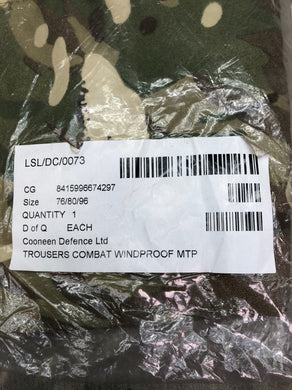 LSL/DC/0073
CG 8415996674297
Size 76/80/96
QUANTITY 1
D of Q EACH
Cooneen Defence Ltd
TROUSERS COMBAT WINDPROOF MTP